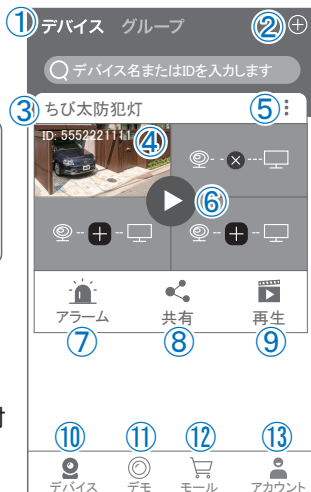 ① デバイス グループ ② ⊕
デバイス名またはIDを入力します
③ ちび太防犯灯 ⑤
ID: 5552221111 ④
⑥
アラーム 共有 再生
⑦ ⑧ ⑨
付
⑩ ⑪ ⑫ ⑬
デバイス デモ モール アカウント